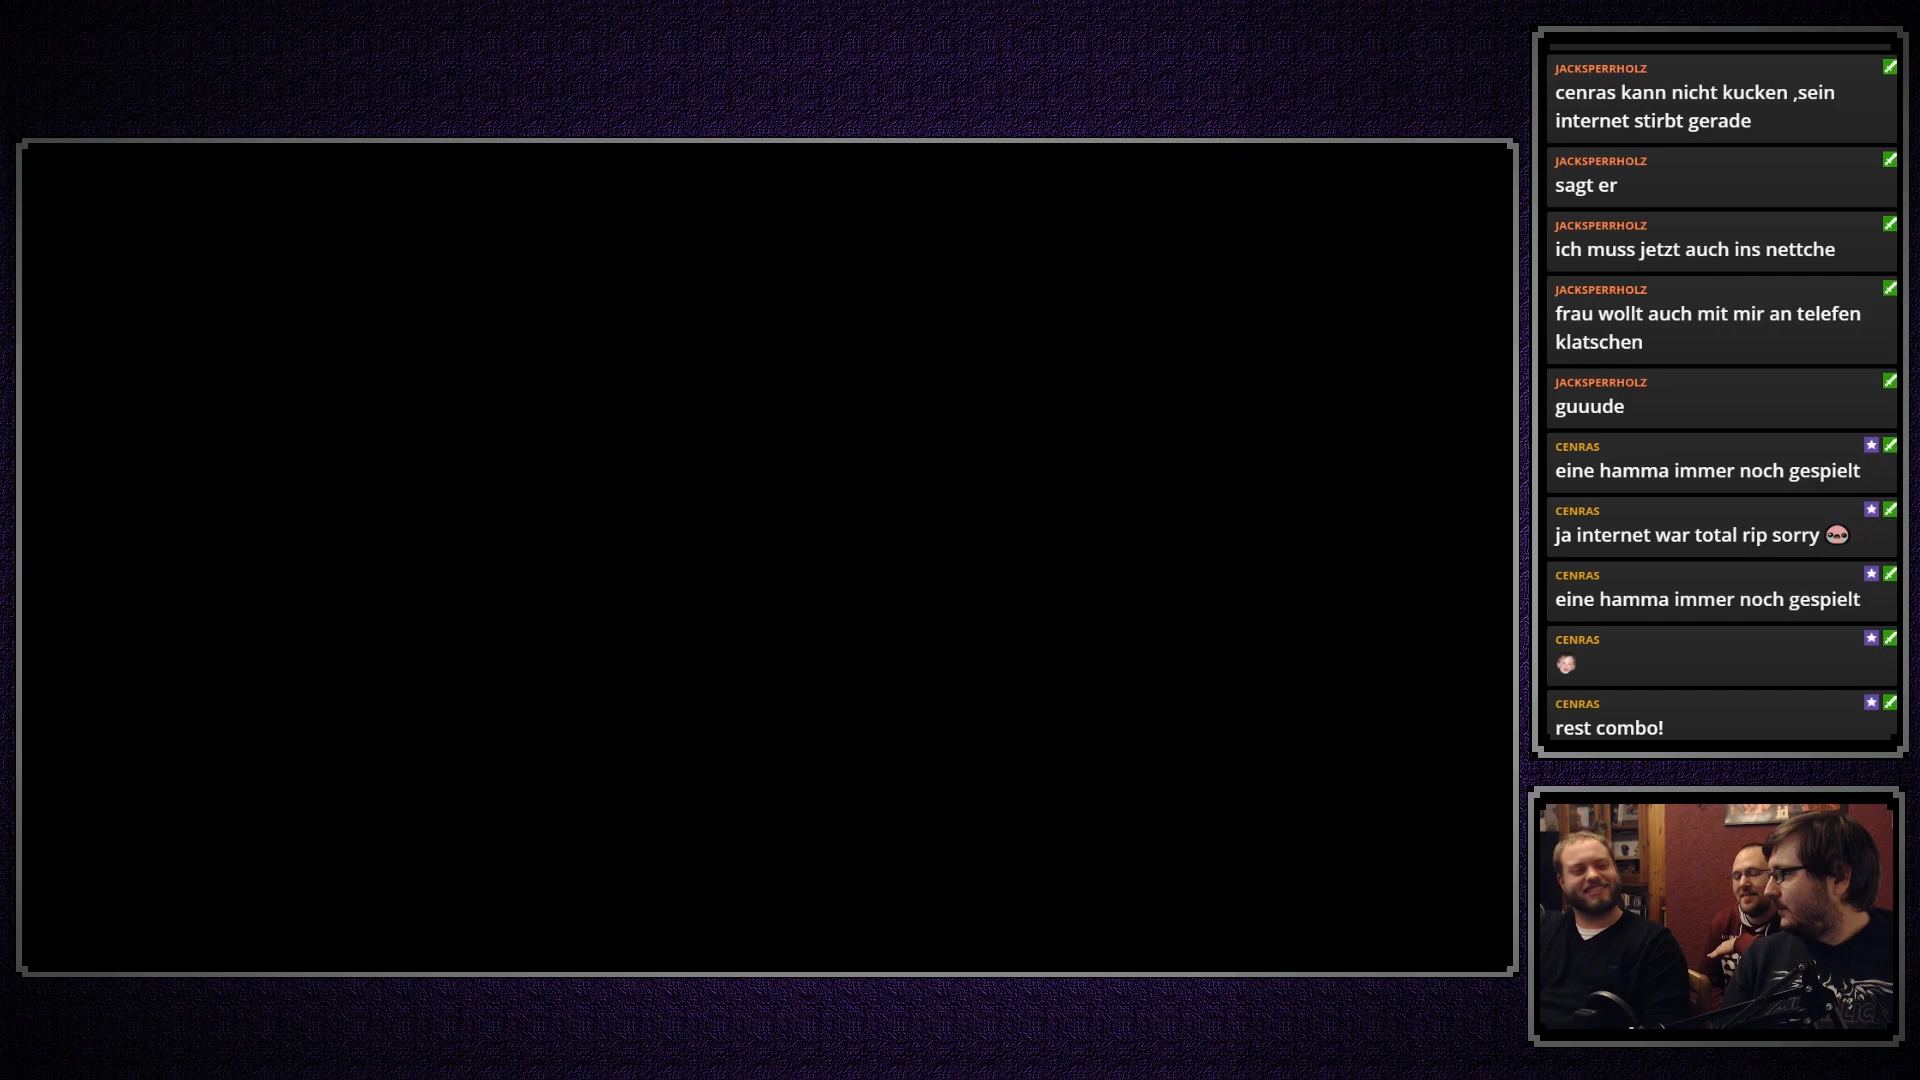 JACKSPERRHOLZ
cenras kann nicht kucken ,sein
internet stirbt gerade
JACKSPERRHOLZ
sagt er
JACKSPERRHOLZ
ich muss jetzt auch ins nettche
JACKSPERRHOLZ
frau wollt auch mit mir an telefen
klatschen
JACKSPERRHOLZ
guuude
CENRAS
eine hamma immer noch gespielt
CENRAS
ja internet war total rip sorry
CENRAS
eine hamma immer noch gespielt
CENRAS
CENRAS
rest combo!